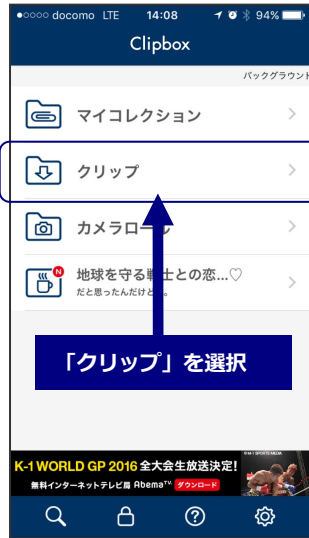 docomo LTE 14:08 94%
Clipbox
バックグラウンド
マイコレクション
クリップ
カメラロール
N
地球を守る戦士との恋...♡
だと思ったんだけど。
「クリップ」を選択
K-1 WORLD GP 2016 全大会生放送決定!
無料インターネットテレビ局 AbemaTV ダウンロード